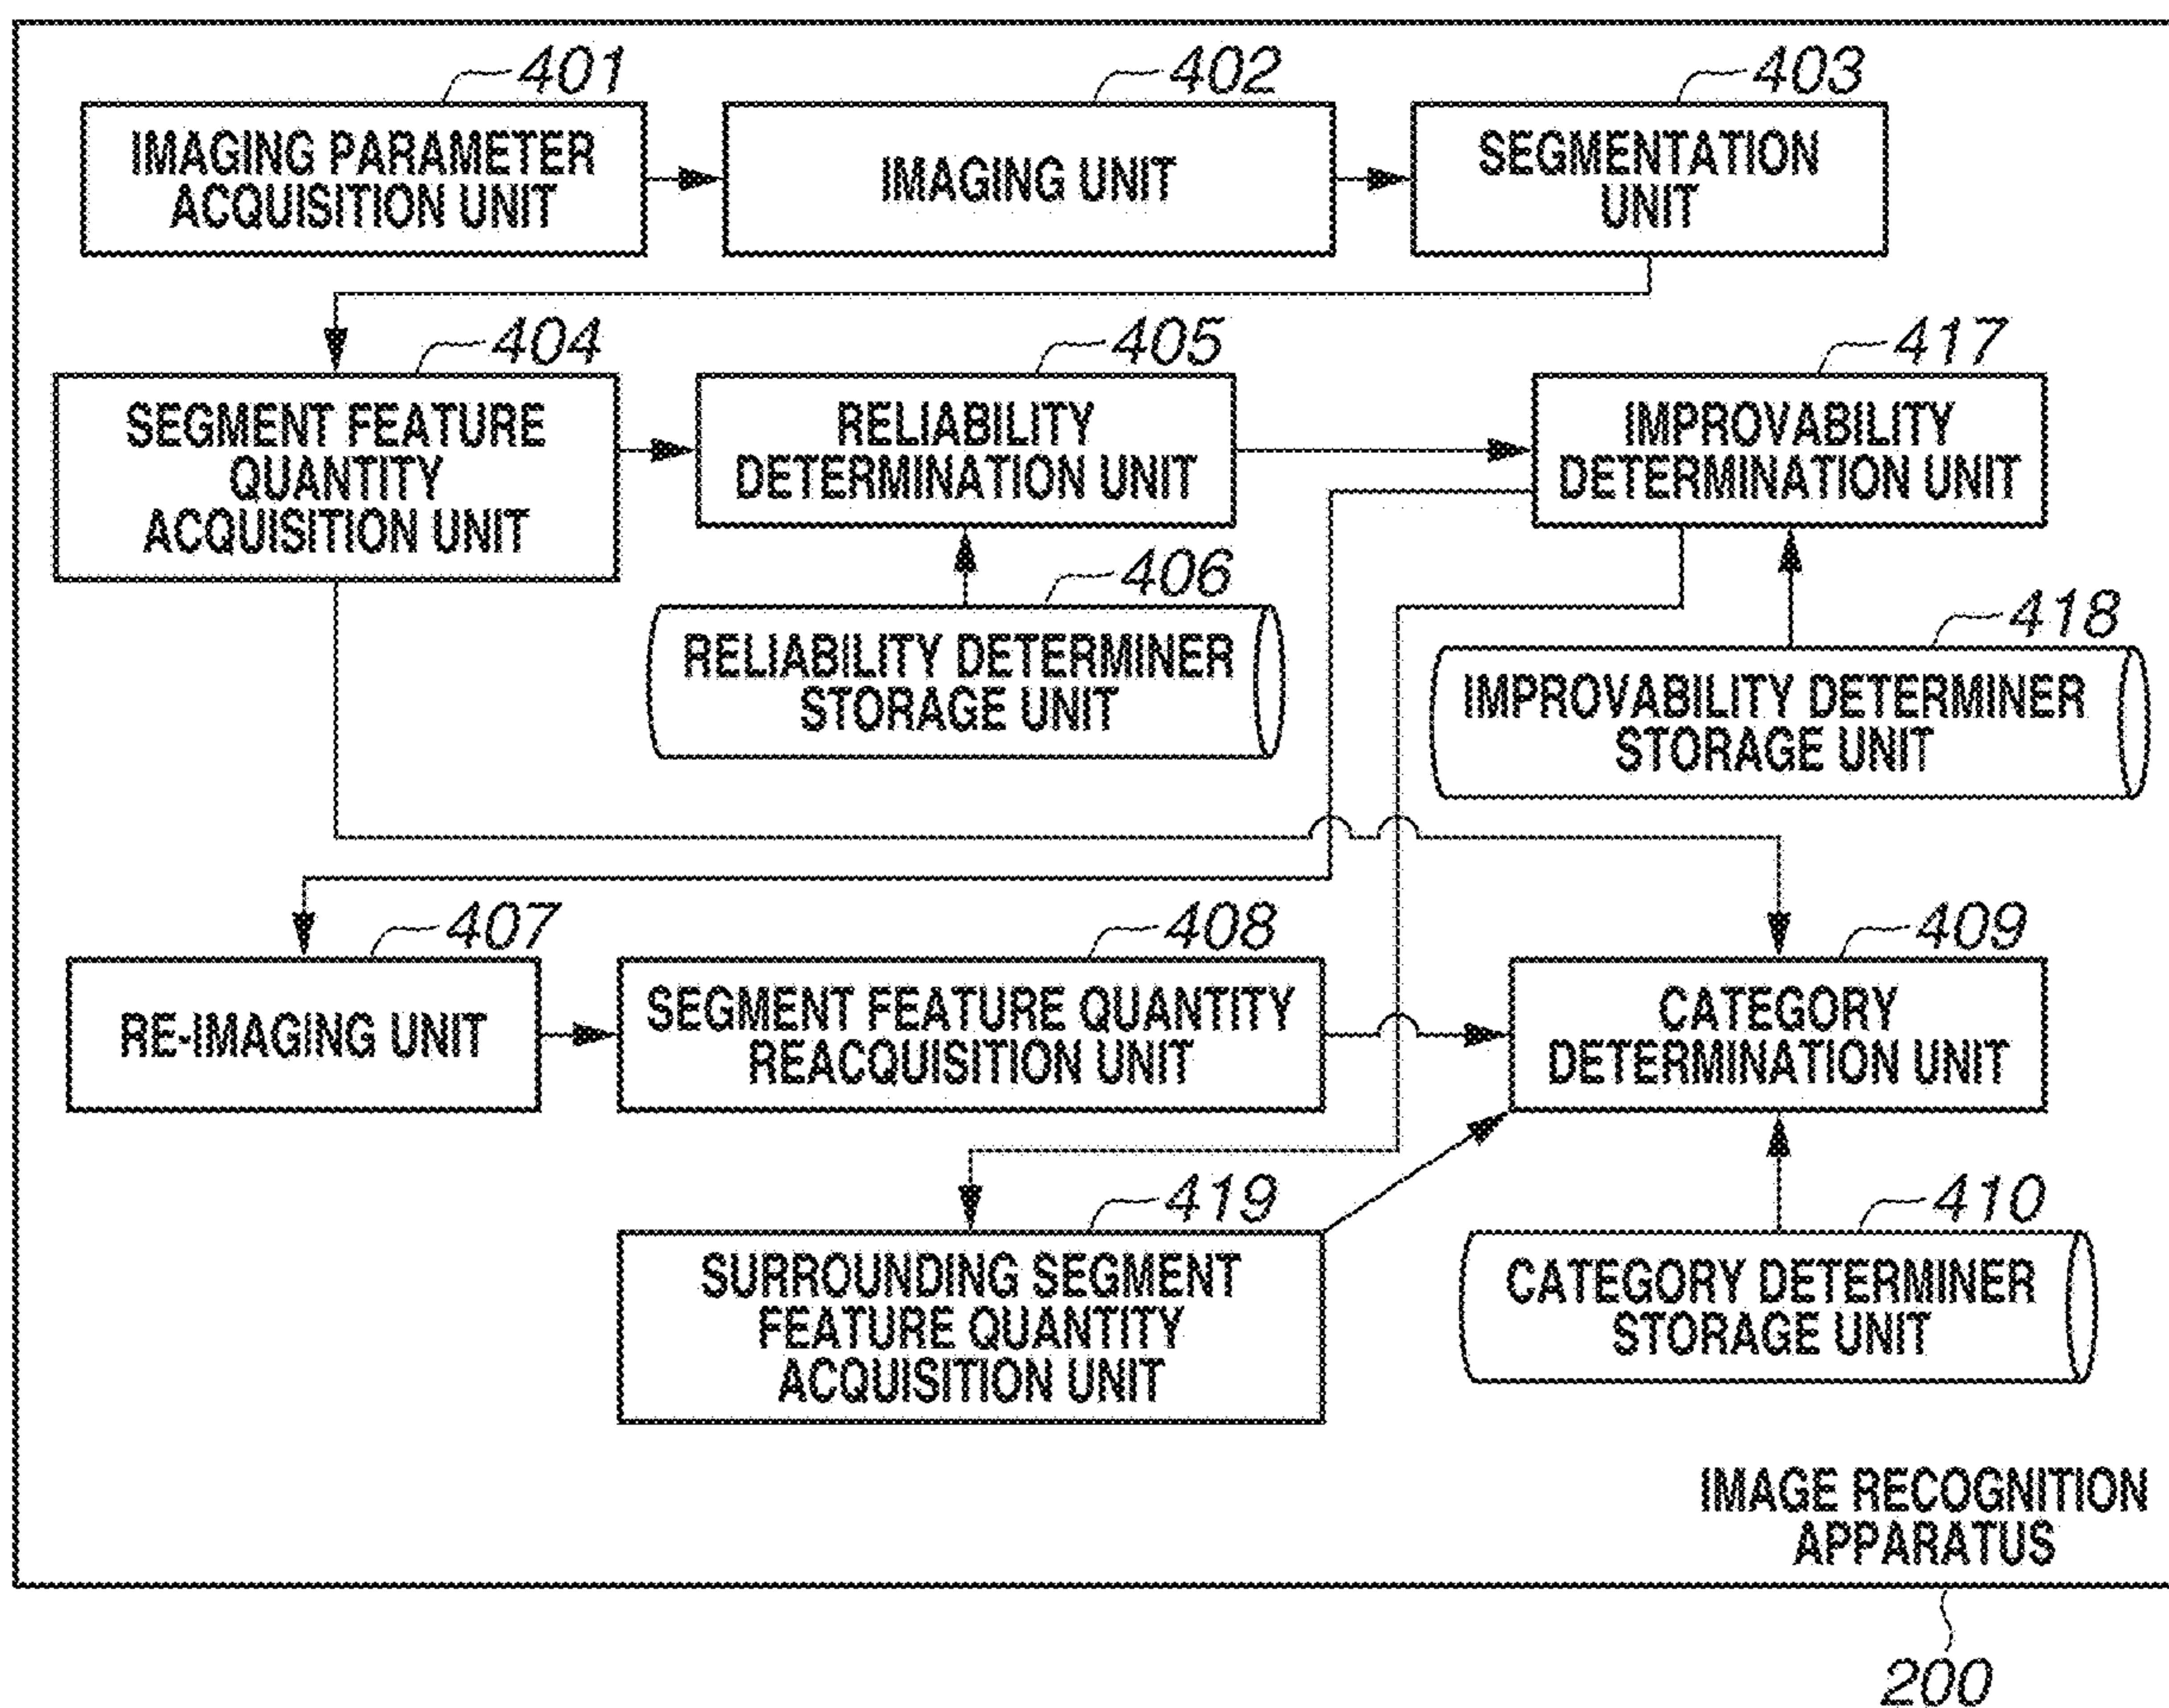 401
402
403
IMAGING PARAMETER
ACQUISITION UNIT
IMAGING UNIT
SEGMENTATION
UNIT
404
405
417
SEGMENT FEATURE
QUANTITY
ACQUISITION UNIT
RELIABILITY
DETERMINATION UNIT
IMPROVABILITY
DETERMINATION UNIT
406
RELIABILITY DETERMINER
STORAGE UNIT
418
IMPROVABILITY DETERMINER
STORAGE UNIT
407
408
409
RE-IMAGING UNIT
SEGMENT FEATURE QUANTITY
REACQUISITION UNIT
CATEGORY
DETERMINATION UNIT
419
410
SURROUNDING SEGMENT
FEATURE QUANTITY
ACQUISITION UNIT
CATEGORY DETERMINER
STORAGE UNIT
IMAGE RECOGNITION
APPARATUS
200